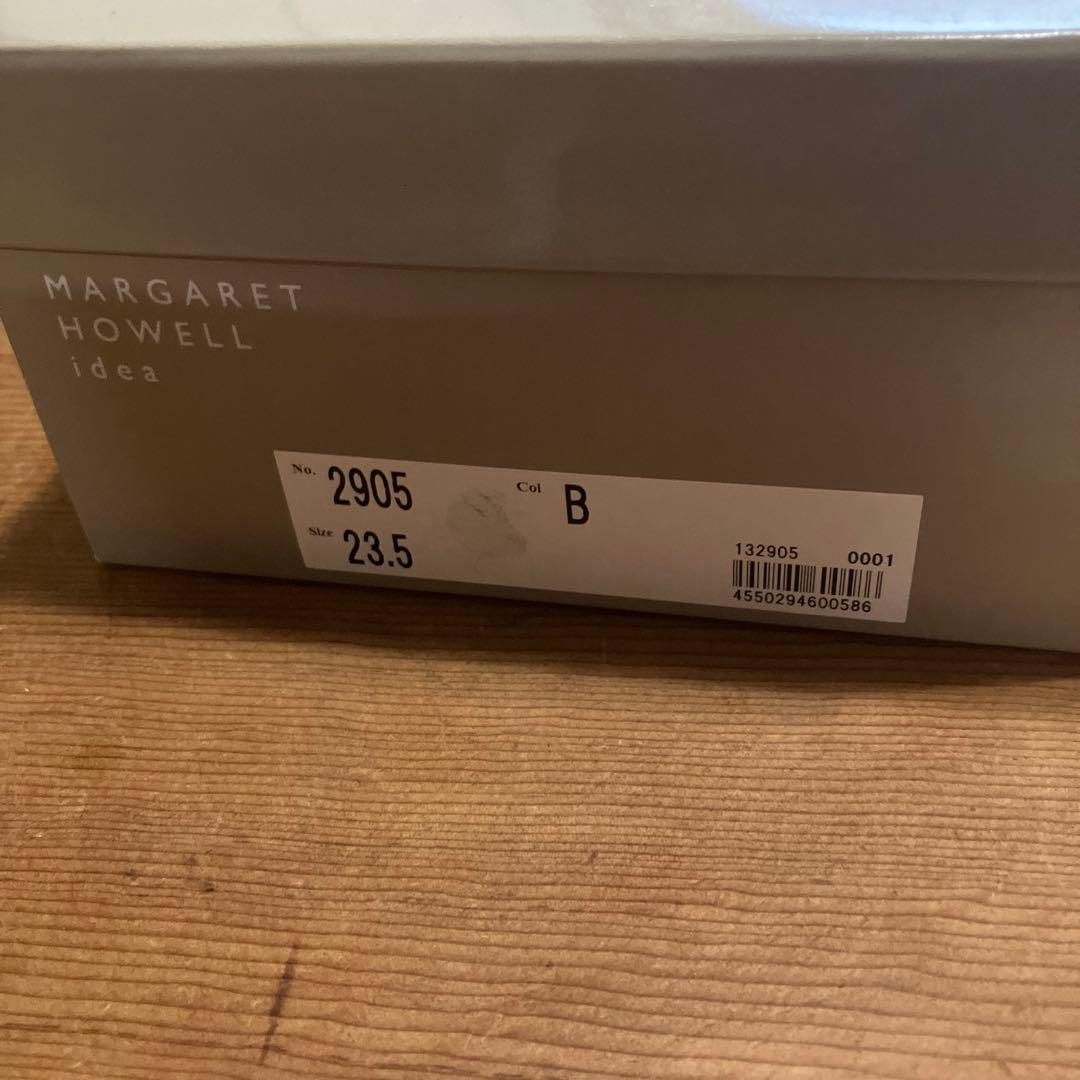 MARGARET
HOWELL
idea
No. 2905 Col B
Size 23.5
132905 0001
4550294600586